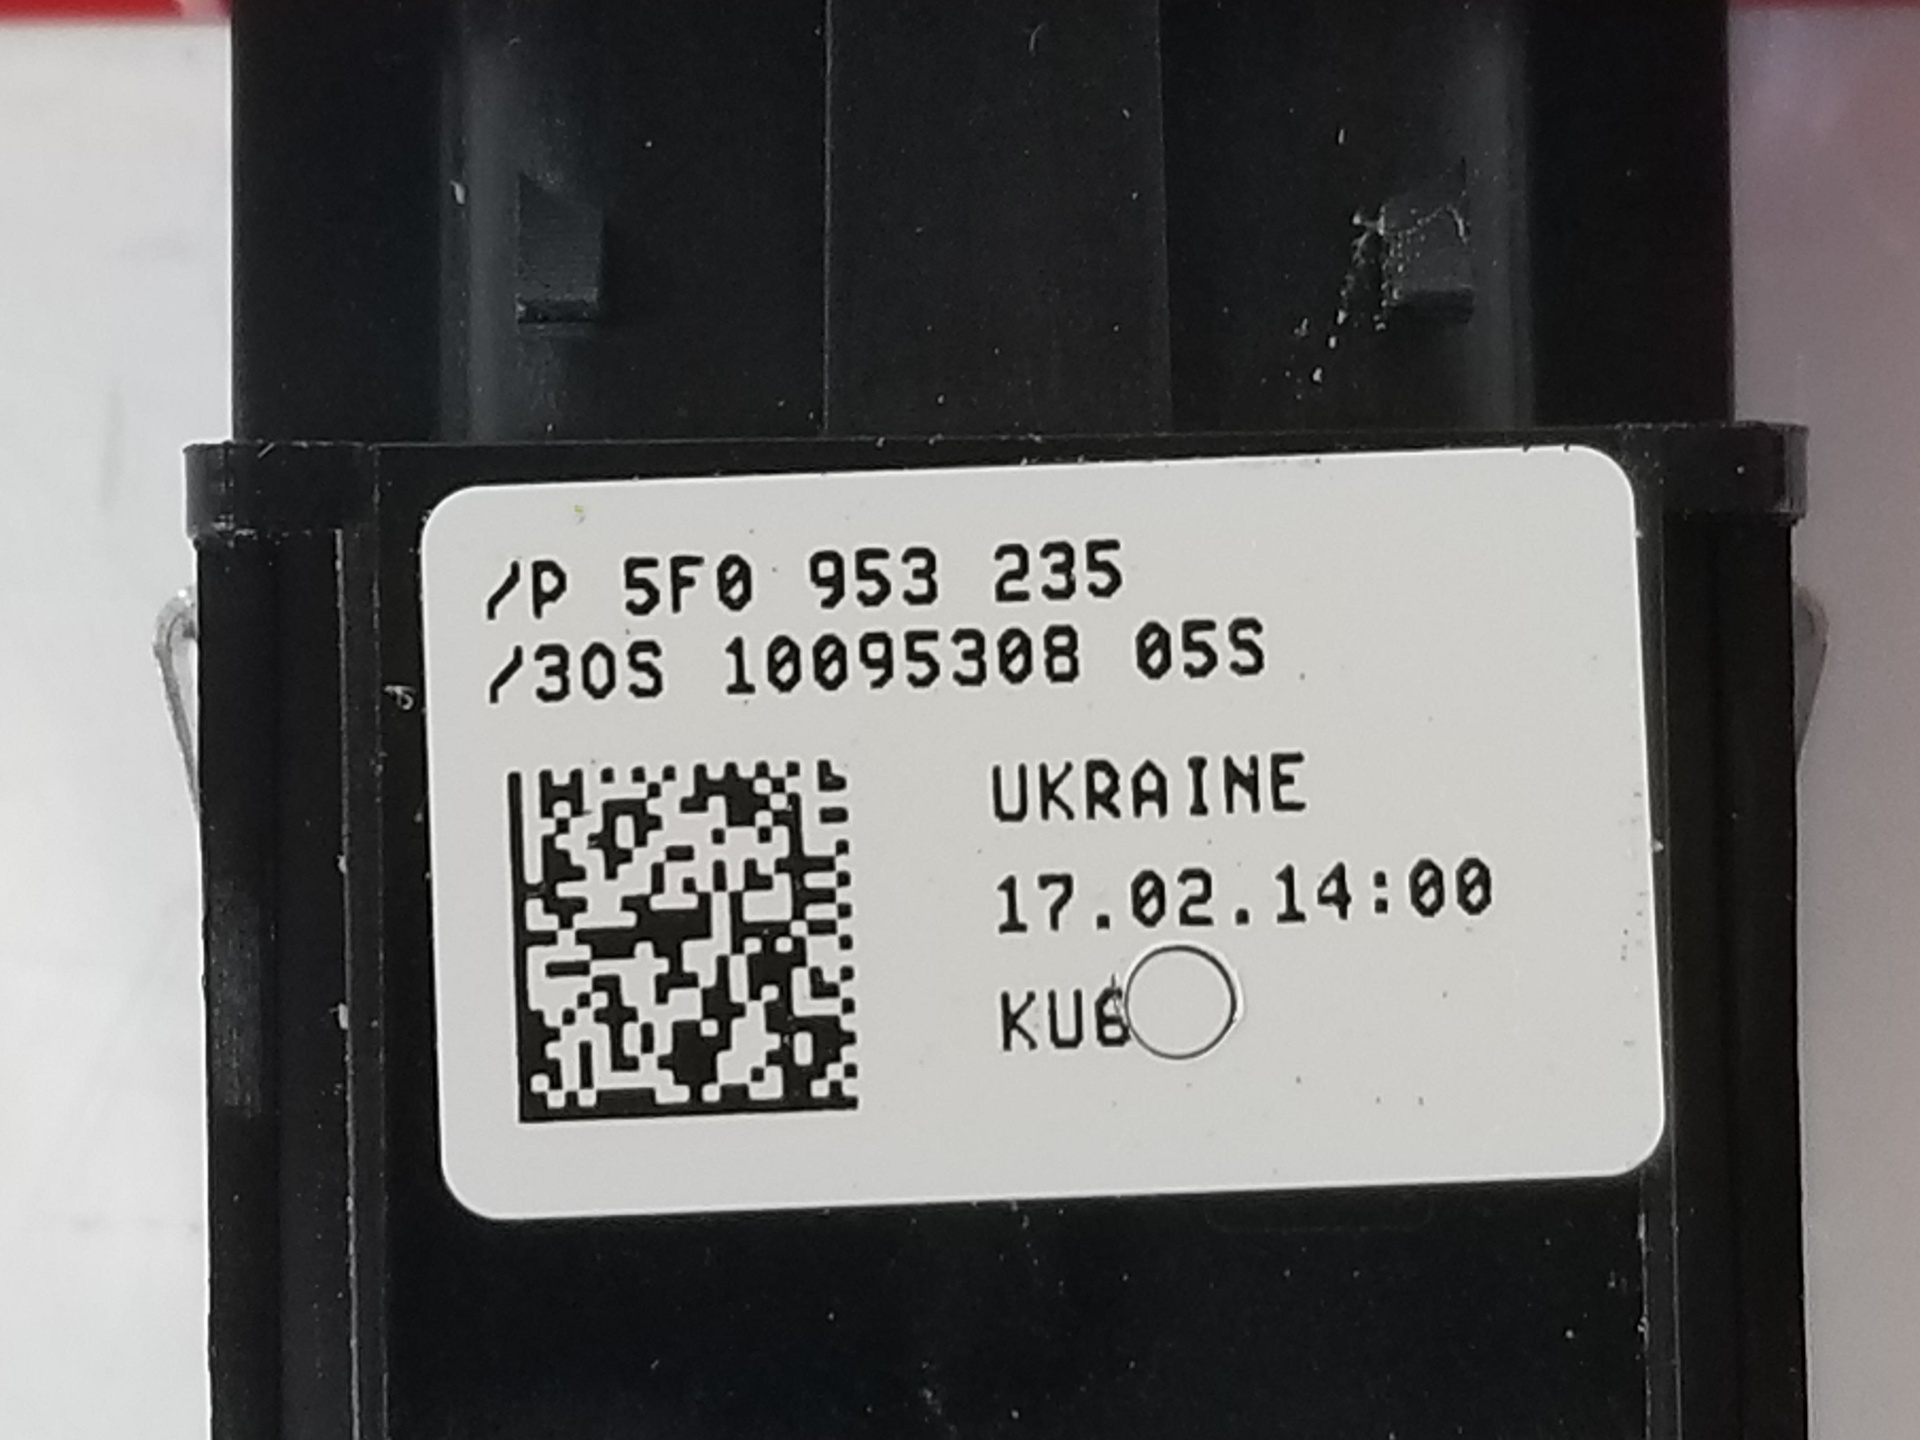 /P 5F0 953 235
/30S 10095308 05S
UKRAINE
17.02.14:00
KU6